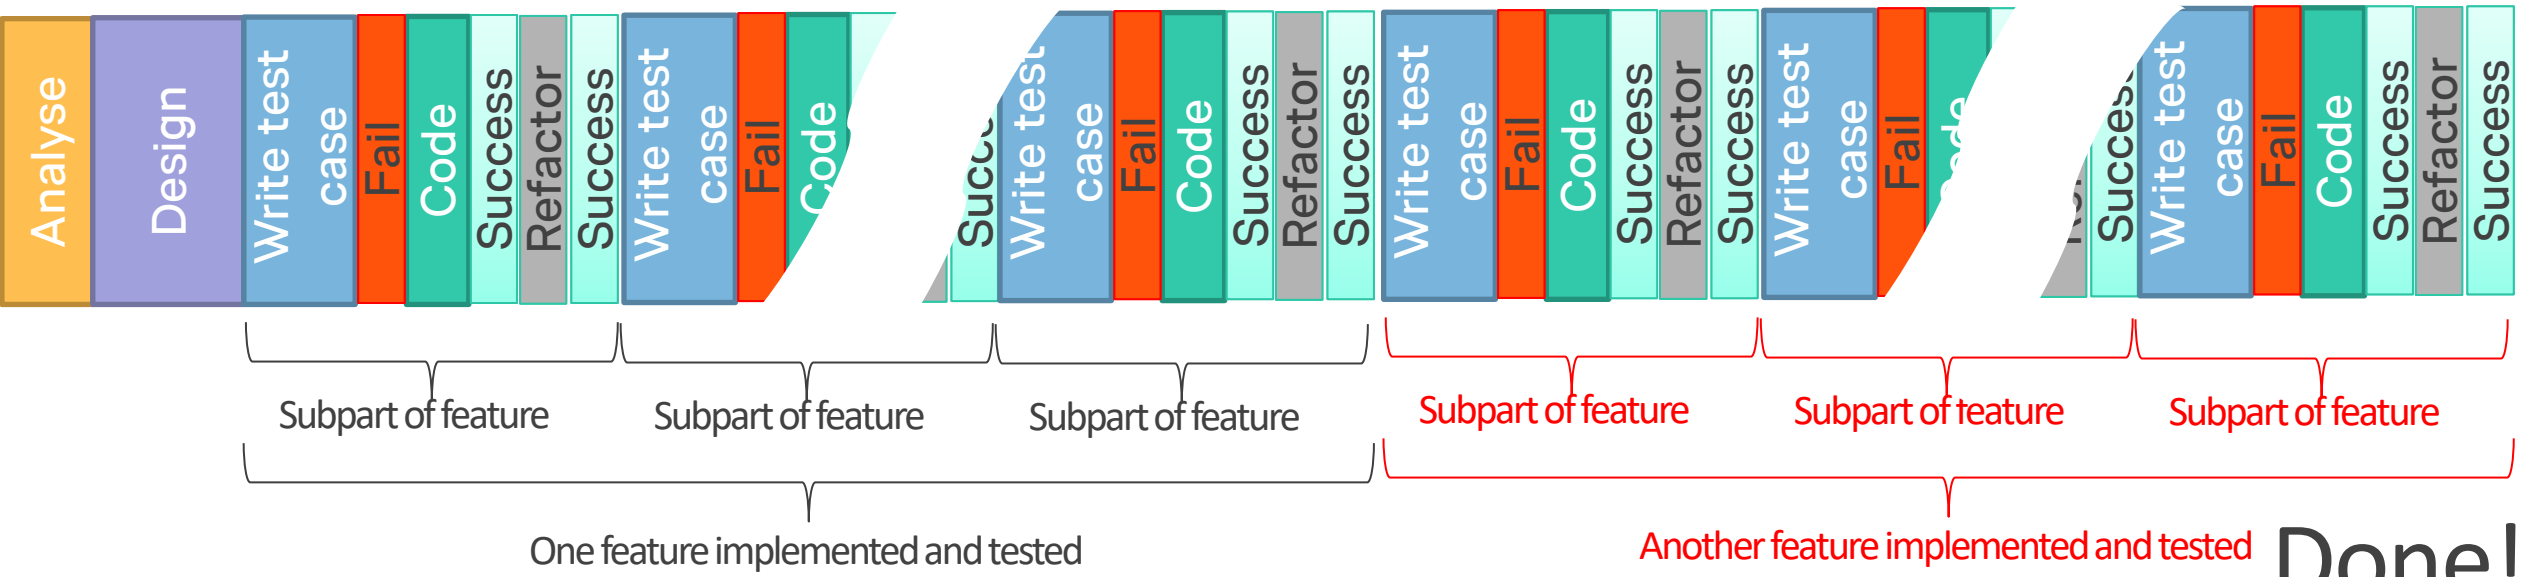 Analyse
Design
Write test
case
Fail
Code
Success
Refactor
Success
Write test
case
Fail
Code
Success
Write test
case
Fail
Code
Success
Refactor
Success
Write test
case
Fail
Code
Success
Refactor
Success
Write test
case
Fail
Code
Success
Write test
case
Fail
Code
Success
Refactor
Success
Subpart of feature
Subpart of feature
Subpart of feature
Subpart of feature
Subpart of feature
Subpart of feature
One feature implemented and tested
Another feature implemented and tested
Done!